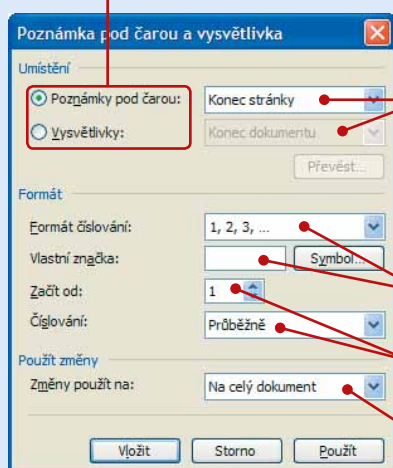 Poznámka pod čarou a vysvětlivka
Umístění
Poznámky pod čarou: Konec stránky
Vysvětlivky: Konec dokumentu
Převést...
Formát
Formát číslování: 1, 2, 3, ...
Vlastní značka: Symbol...
Začít od: 1
Číslování: Průběžně
Použít změny
Změny použít na: Na celý dokument
Vložit Storno Použít